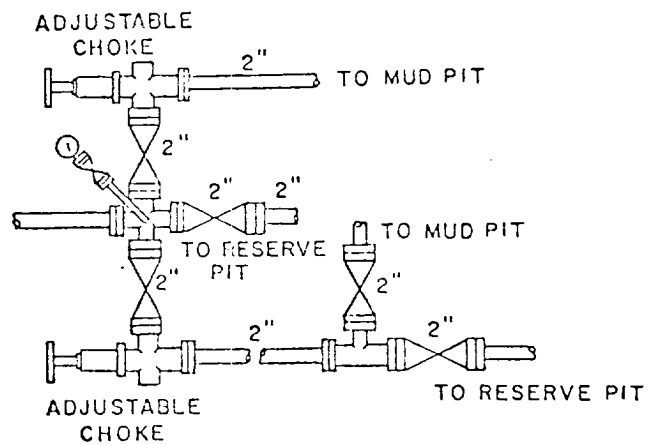 ADJUSTABLE
CHOKE
2"
TO MUD PIT
2"
2"
2"
TO RESERVE
PIT
2"
TO MUD PIT
2"
2"
2"
TO RESERVE PIT
ADJUSTABLE
CHOKE